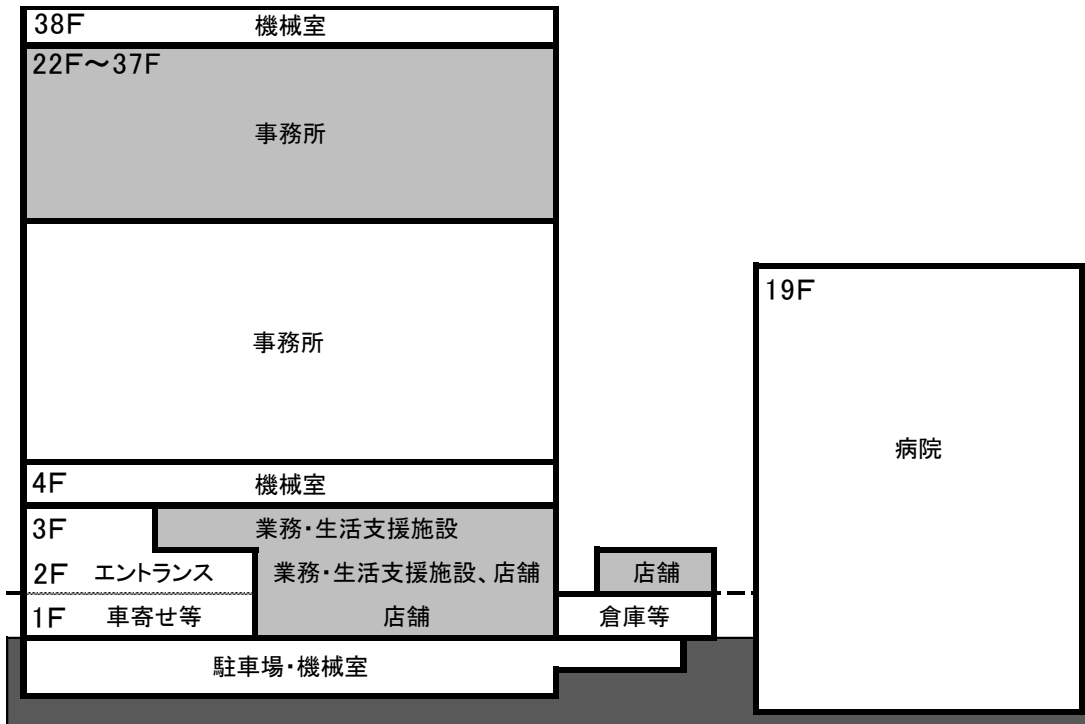 38F 機械室
22F～37F
事務所
事務所
19F
病院
4F 機械室
3F 業務・生活支援施設
2F エントランス 業務・生活支援施設、店舗 店舗
1F 車寄せ等 店舗 倉庫等
駐車場・機械室